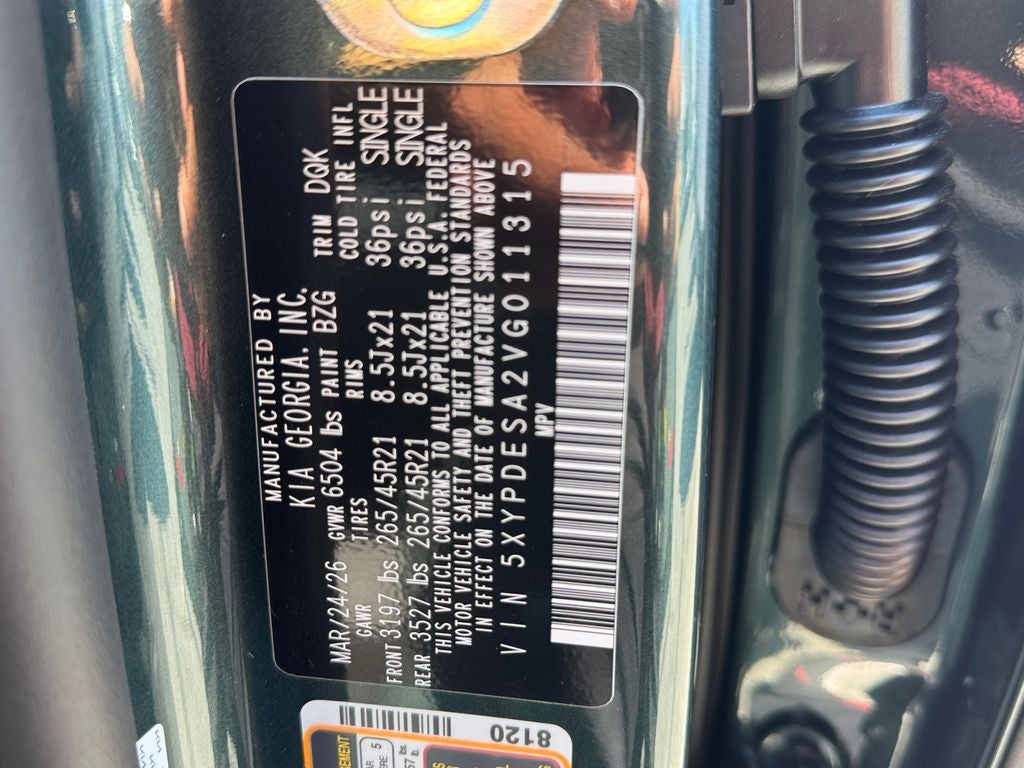 MANUFACTURED BY
KIA GEORGIA. INC.
MAR/24/26 GVWR 6504 lbs PAINT BZG TRIM DQK
GAWR TIRES RIMS COLD TIRE INFL
FRONT 3197 lbs 265/45R21 8.5Jx21 36psi SINGLE
REAR 3527 lbs 265/45R21 8.5Jx21 36psi SINGLE
THIS VEHICLE CONFORMS TO ALL APPLICABLE U.S.A. FEDERAL
MOTOR VEHICLE SAFETY AND THEFT PREVENTION STANDARDS
IN EFFECT ON THE DATE OF MANUFACTURE SHOWN ABOVE
VIN 5XYPDESA2VG011315
MPV
8120
5